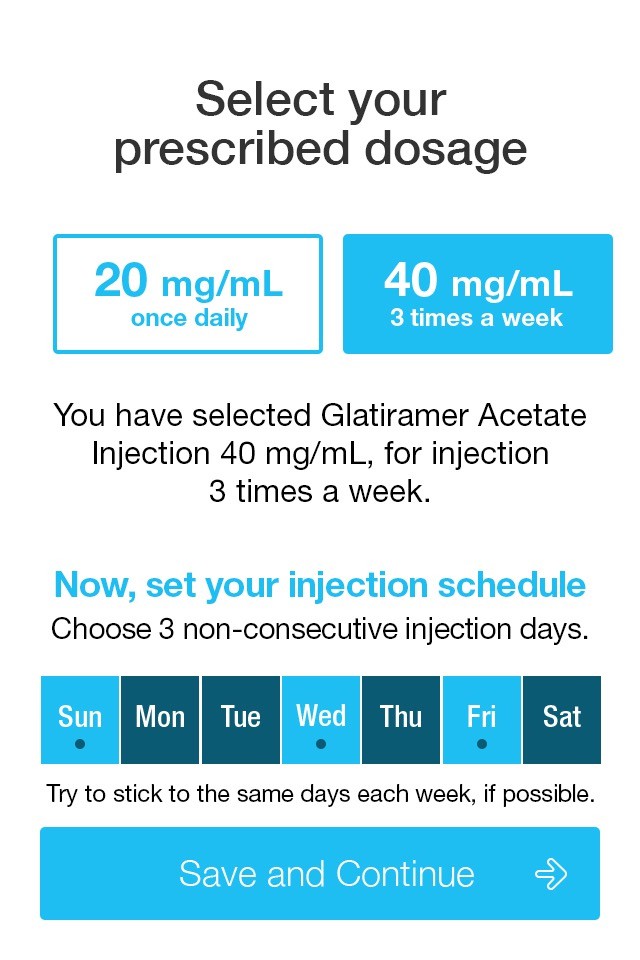 Select your
prescribed dosage
20 mg/mL
once daily
40 mg/mL
3 times a week
You have selected Glatiramer Acetate
Injection 40 mg/mL, for injection
3 times a week.
Now, set your injection schedule
Choose 3 non-consecutive injection days.
Sun Mon Tue Wed Thu Fri Sat
Try to stick to the same days each week, if possible.
Save and Continue